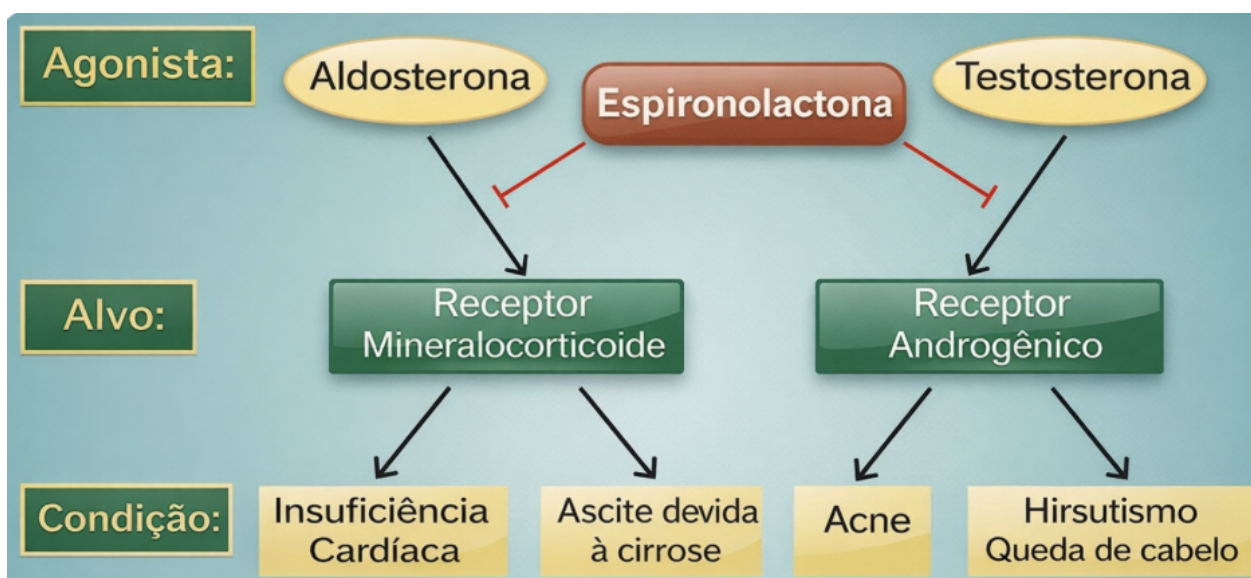 Agonista:
Aldosterona
Espironolactona
Testosterona
Alvo:
Receptor
Mineralocorticoide
Receptor
Androgênico
Condição:
Insuficiência
Cardíaca
Ascite devida
à cirrose
Acne
Hirsutismo
Queda de cabelo